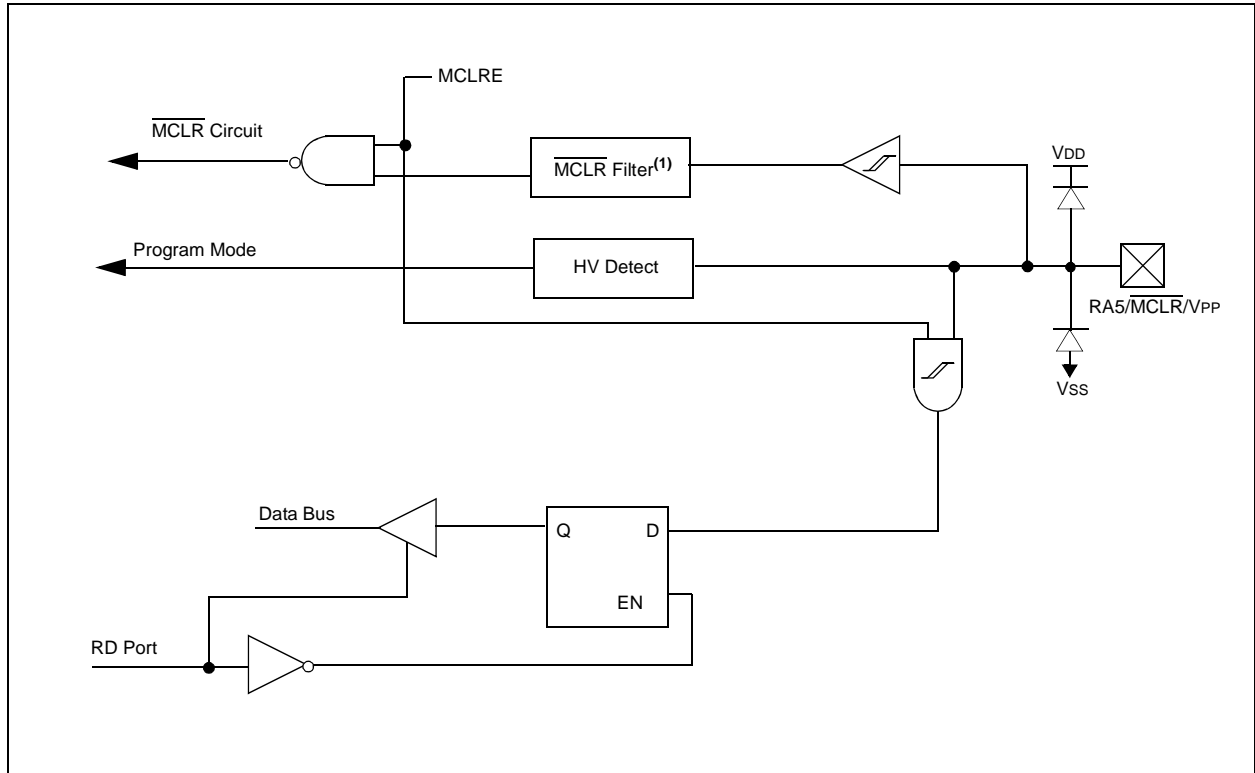 MCLRE
MCLR Circuit
MCLR Filter(1)
VDD
Program Mode
HV Detect
RA5/MCLR/VPP
VSS
Data Bus
Q
D
EN
RD Port